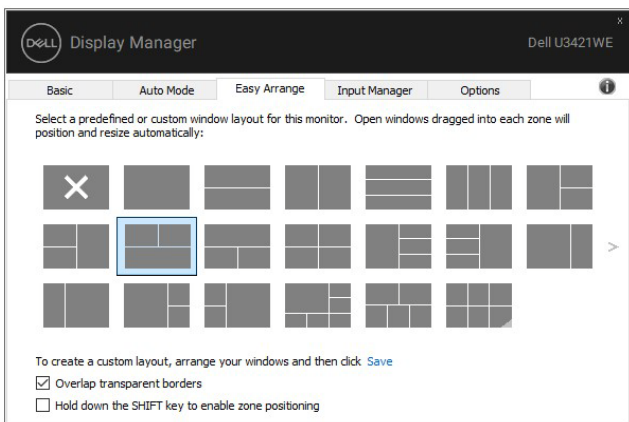 x
DELL Display Manager Dell U3421WE
Basic Auto Mode Easy Arrange Input Manager Options i
Select a predefined or custom window layout for this monitor. Open windows dragged into each zone will
position and resize automatically:
>
To create a custom layout, arrange your windows and then click Save
Overlap transparent borders
Hold down the SHIFT key to enable zone positioning